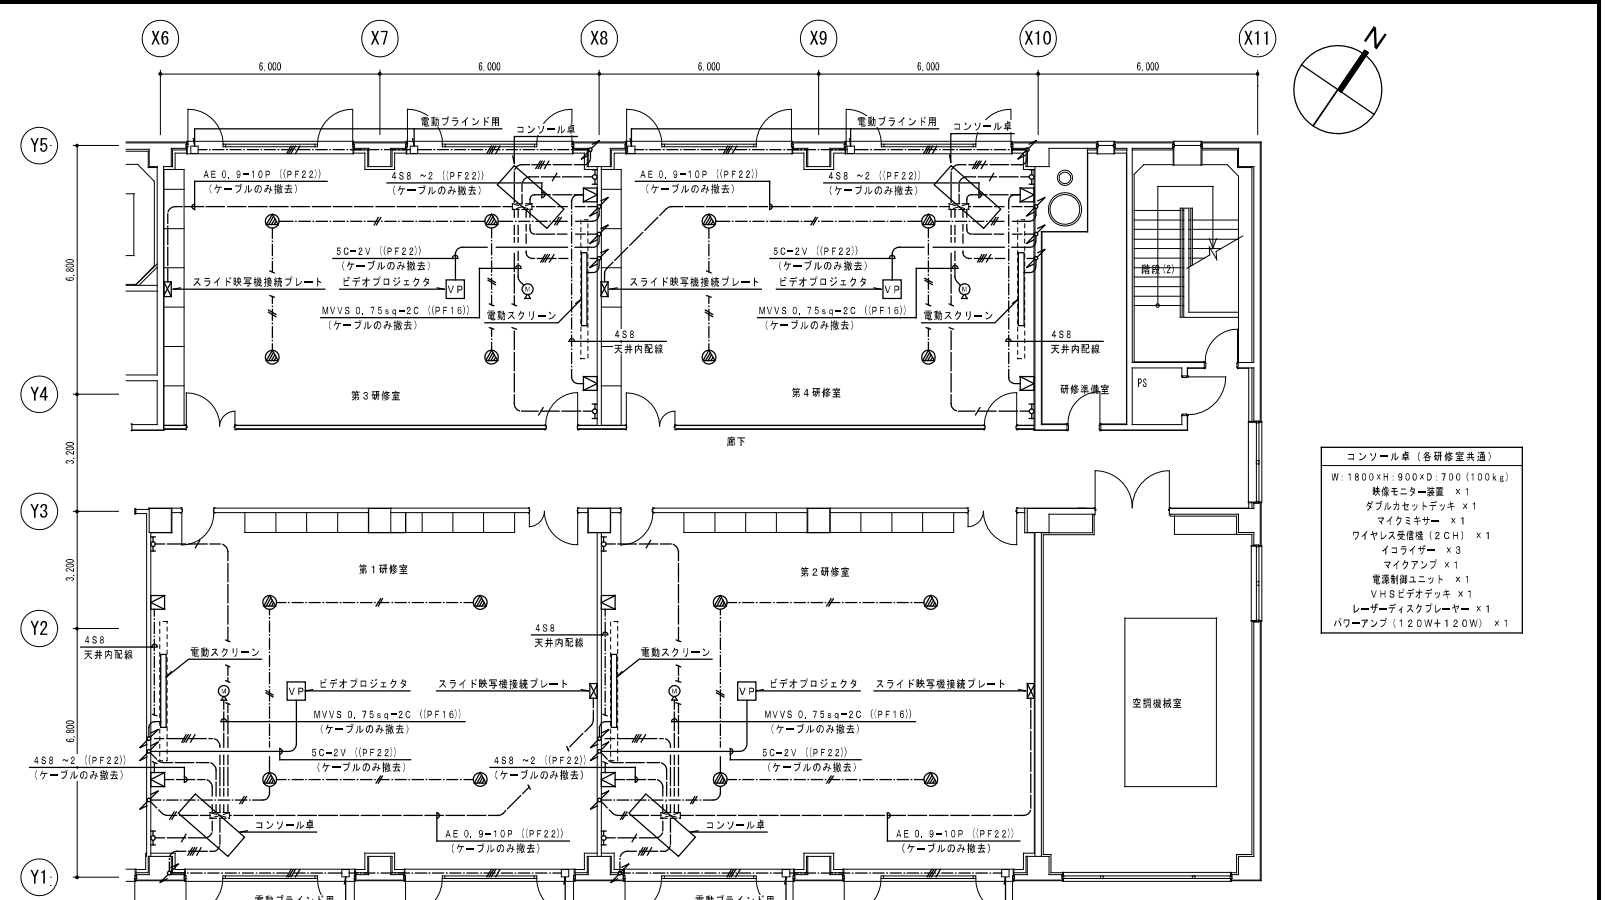 X6 X7 X8 X9 X10 X11
N
6,000 6,000 6,000 6,000 6,000
電動ブラインド用 コンソール卓 電動ブラインド用 コンソール卓
Y5
AE 0.9-10P ((PF22))
(ケーブルのみ撤去)
4S8 ~2 ((PF22))
(ケーブルのみ撤去)
AE 0.9-10P ((PF22))
(ケーブルのみ撤去)
4S8 ~2 ((PF22))
(ケーブルのみ撤去)
6,800
5C-2V ((PF22))
(ケーブルのみ撤去)
スライド映写機接続プレート
ビデオプロジェクタ
VP
M
MVVS 0.75sq-2C ((PF16))
(ケーブルのみ撤去)
電動スクリーン
4S8
天井内配線
第3研修室
5C-2V ((PF22))
(ケーブルのみ撤去)
スライド映写機接続プレート
ビデオプロジェクタ
VP
M
MVVS 0.75sq-2C ((PF16))
(ケーブルのみ撤去)
電動スクリーン
4S8
天井内配線
第4研修室
階段(2)
研修準備室
PS
Y4
3,200
廊下
Y3
3,200
第1研修室
第2研修室
Y2
4S8
天井内配線
電動スクリーン
4S8
天井内配線
電動スクリーン
6,800
M
VP
ビデオプロジェクタ
スライド映写機接続プレート
M
VP
ビデオプロジェクタ
スライド映写機接続プレート
MVVS 0.75sq-2C ((PF16))
(ケーブルのみ撤去)
MVVS 0.75sq-2C ((PF16))
(ケーブルのみ撤去)
4S8 ~2 ((PF22))
(ケーブルのみ撤去)
5C-2V ((PF22))
(ケーブルのみ撤去)
4S8 ~2 ((PF22))
(ケーブルのみ撤去)
5C-2V ((PF22))
(ケーブルのみ撤去)
コンソール卓
AE 0.9-10P ((PF22))
(ケーブルのみ撤去)
コンソール卓
AE 0.9-10P ((PF22))
(ケーブルのみ撤去)
空調機械室
Y1
電動ブラインド用 電動ブラインド用
コンソール卓 (各研修室共通)
W:1800×H:900×D:700 (100kg)
映像モニター装置 ×1
ダブルカセットデッキ ×1
マイクミキサー ×1
ワイヤレス受信機 (2CH) ×1
イコライザー ×3
マイクアンプ ×1
電源制御ユニット ×1
VHSビデオデッキ ×1
レーザーディスクプレーヤー ×1
パワーアンプ (120W+120W) ×1